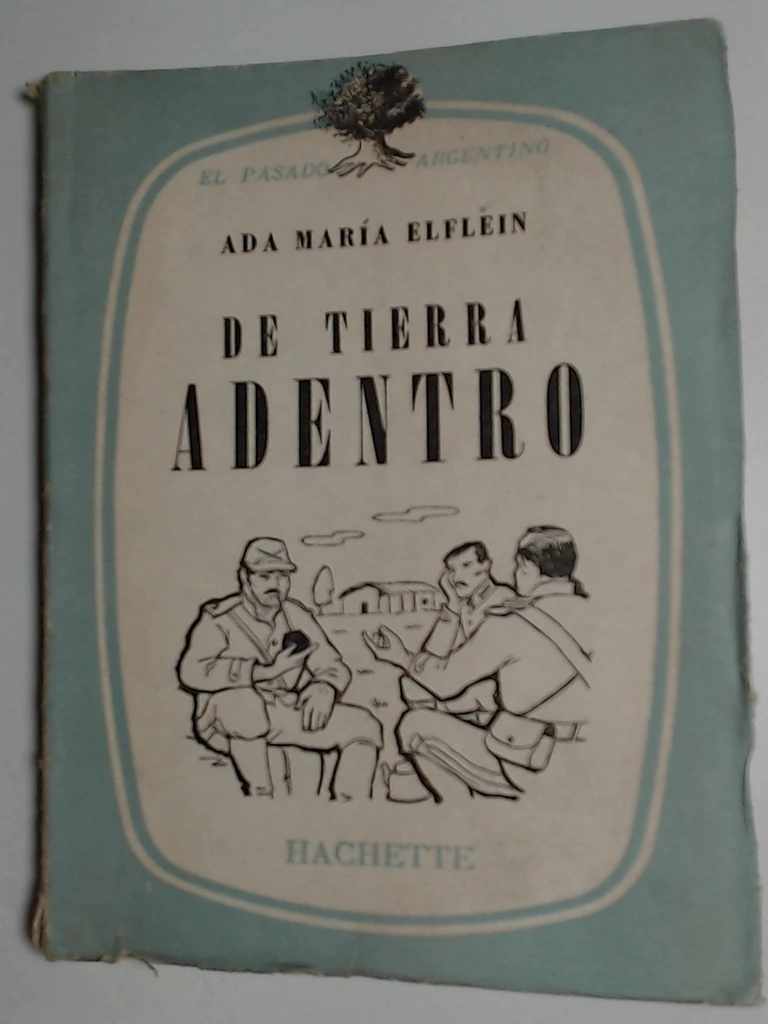 EL PASADO ARGENTINO
ADA MARÍA ELFLEIN
DE TIERRA
ADENTRO
HACHETTE